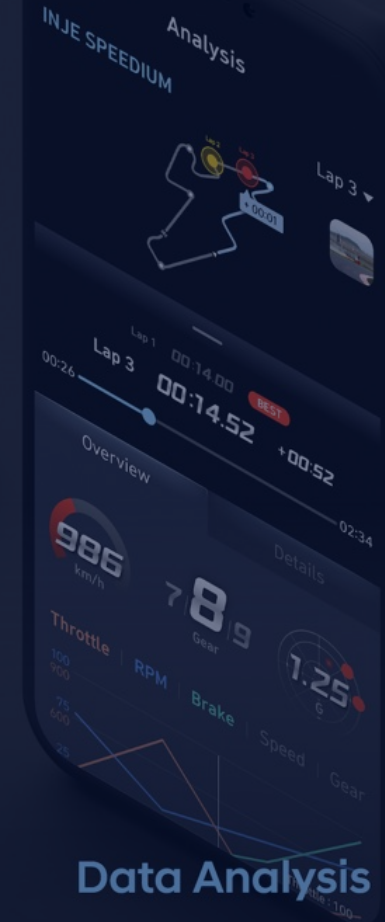 Analysis
INJE SPEEDIUM
Lap 2
Lap 3
+ 00:01
Lap 3
Lap 1 00:14.00
Lap 3 00:14.52 BEST
+00:52
00:26
02:34
Overview
Details
986
km/h
7 8 9
Gear
1.25
G
Throttle RPM Brake Speed Gear
100
900
75
600
25
Throttle : 100
Data Analysis